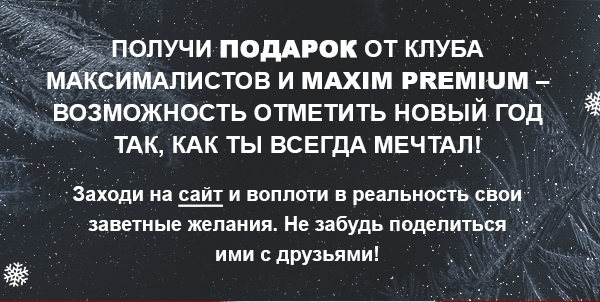 ПОЛУЧИ ПОДАРОК ОТ КЛУБА
МАКСИМАЛИСТОВ И MAXIM PREMIUM –
ВОЗМОЖНОСТЬ ОТМЕТИТЬ НОВЫЙ ГОД
ТАК, КАК ТЫ ВСЕГДА МЕЧТАЛ!
Заходи на сайт и воплоти в реальность свои
заветные желания. Не забудь поделиться
ими с друзьями!